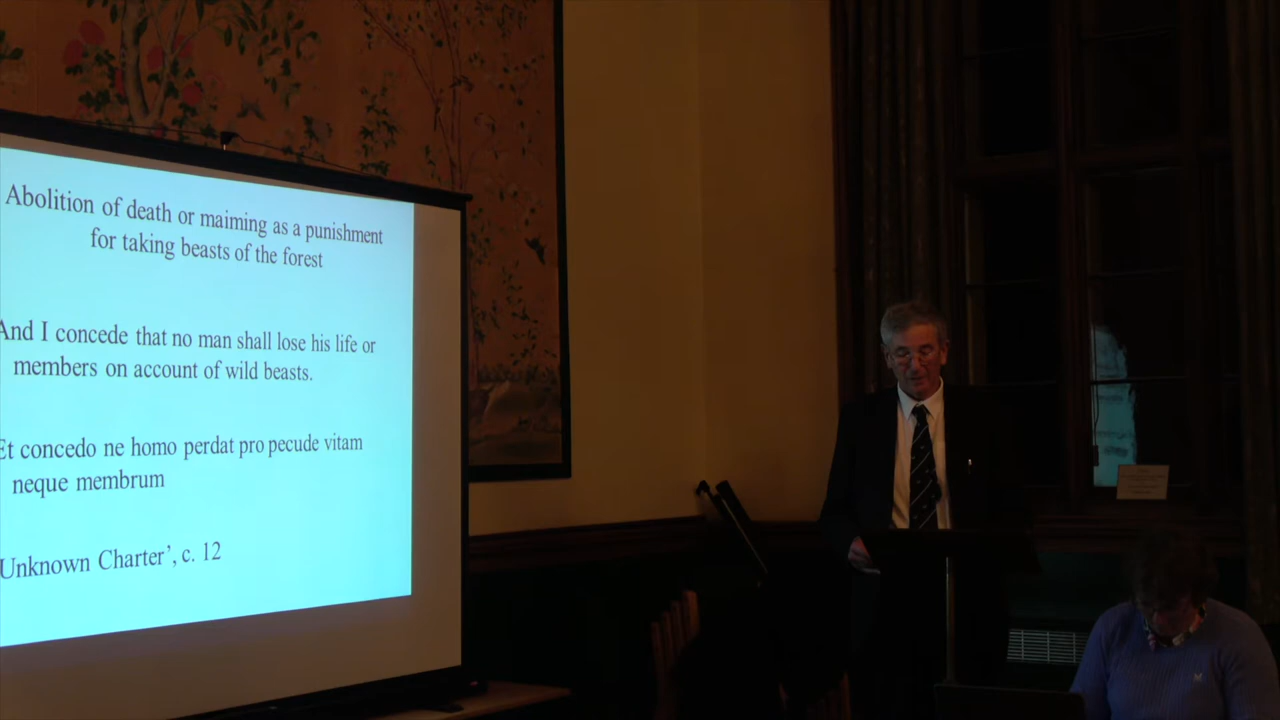 Abolition of death or maiming as a punishment
for taking beasts of the forest
And I concede that no man shall lose his life or
members on account of wild beasts.
Et concedo ne homo perdat pro pecude vitam
neque membrum
Unknown Charter’, c. 12